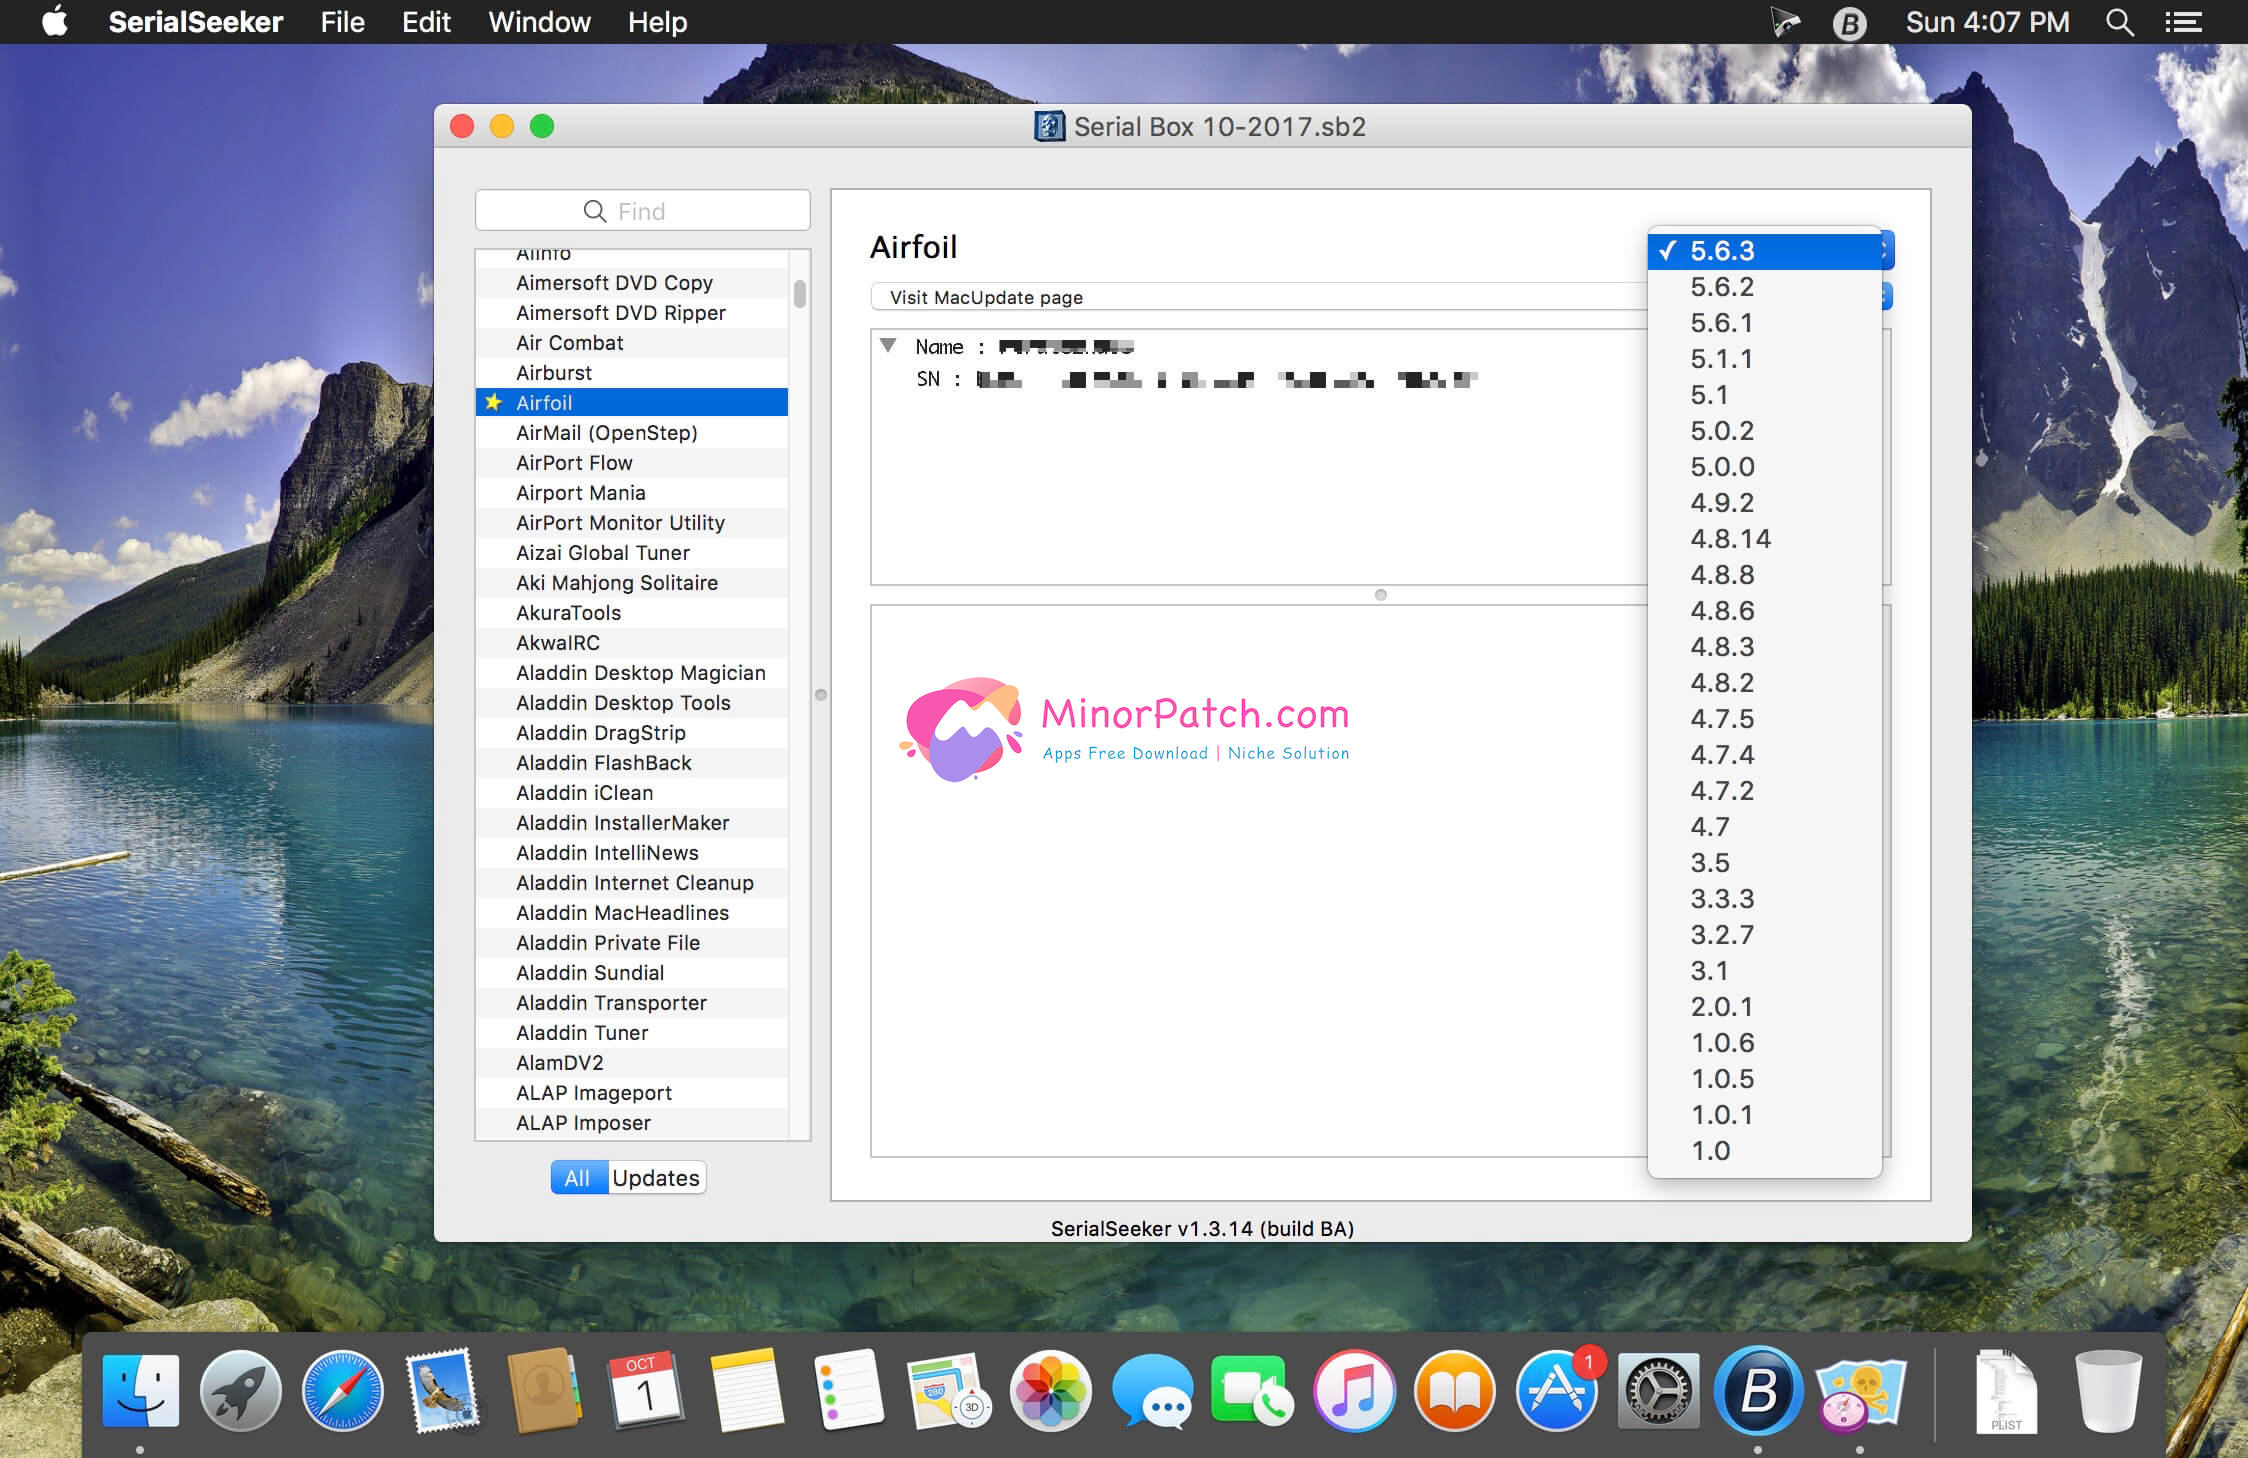 SerialSeeker File Edit Window Help
B Sun 4:07 PM
Serial Box 10-2017.sb2
Find
AIInfo
Aimersoft DVD Copy
Aimersoft DVD Ripper
Air Combat
Airburst
Airfoil
AirMail (OpenStep)
AirPort Flow
Airport Mania
AirPort Monitor Utility
Aizai Global Tuner
Aki Mahjong Solitaire
AkuraTools
AkwaIRC
Aladdin Desktop Magician
Aladdin Desktop Tools
Aladdin DragStrip
Aladdin FlashBack
Aladdin iClean
Aladdin InstallerMaker
Aladdin IntelliNews
Aladdin Internet Cleanup
Aladdin MacHeadlines
Aladdin Private File
Aladdin Sundial
Aladdin Transporter
Aladdin Tuner
AlamDV2
ALAP Imageport
ALAP Imposer
All Updates
Airfoil
Visit MacUpdate page
Name :
SN :
MinorPatch.com
Apps Free Download | Niche Solution
✓ 5.6.3
5.6.2
5.6.1
5.1.1
5.1
5.0.2
5.0.0
4.9.2
4.8.14
4.8.8
4.8.6
4.8.3
4.8.2
4.7.5
4.7.4
4.7.2
4.7
3.5
3.3.3
3.2.7
3.1
2.0.1
1.0.6
1.0.5
1.0.1
1.0
SerialSeeker v1.3.14 (build BA)
OCT
1
280
3D
1
B
PLIST